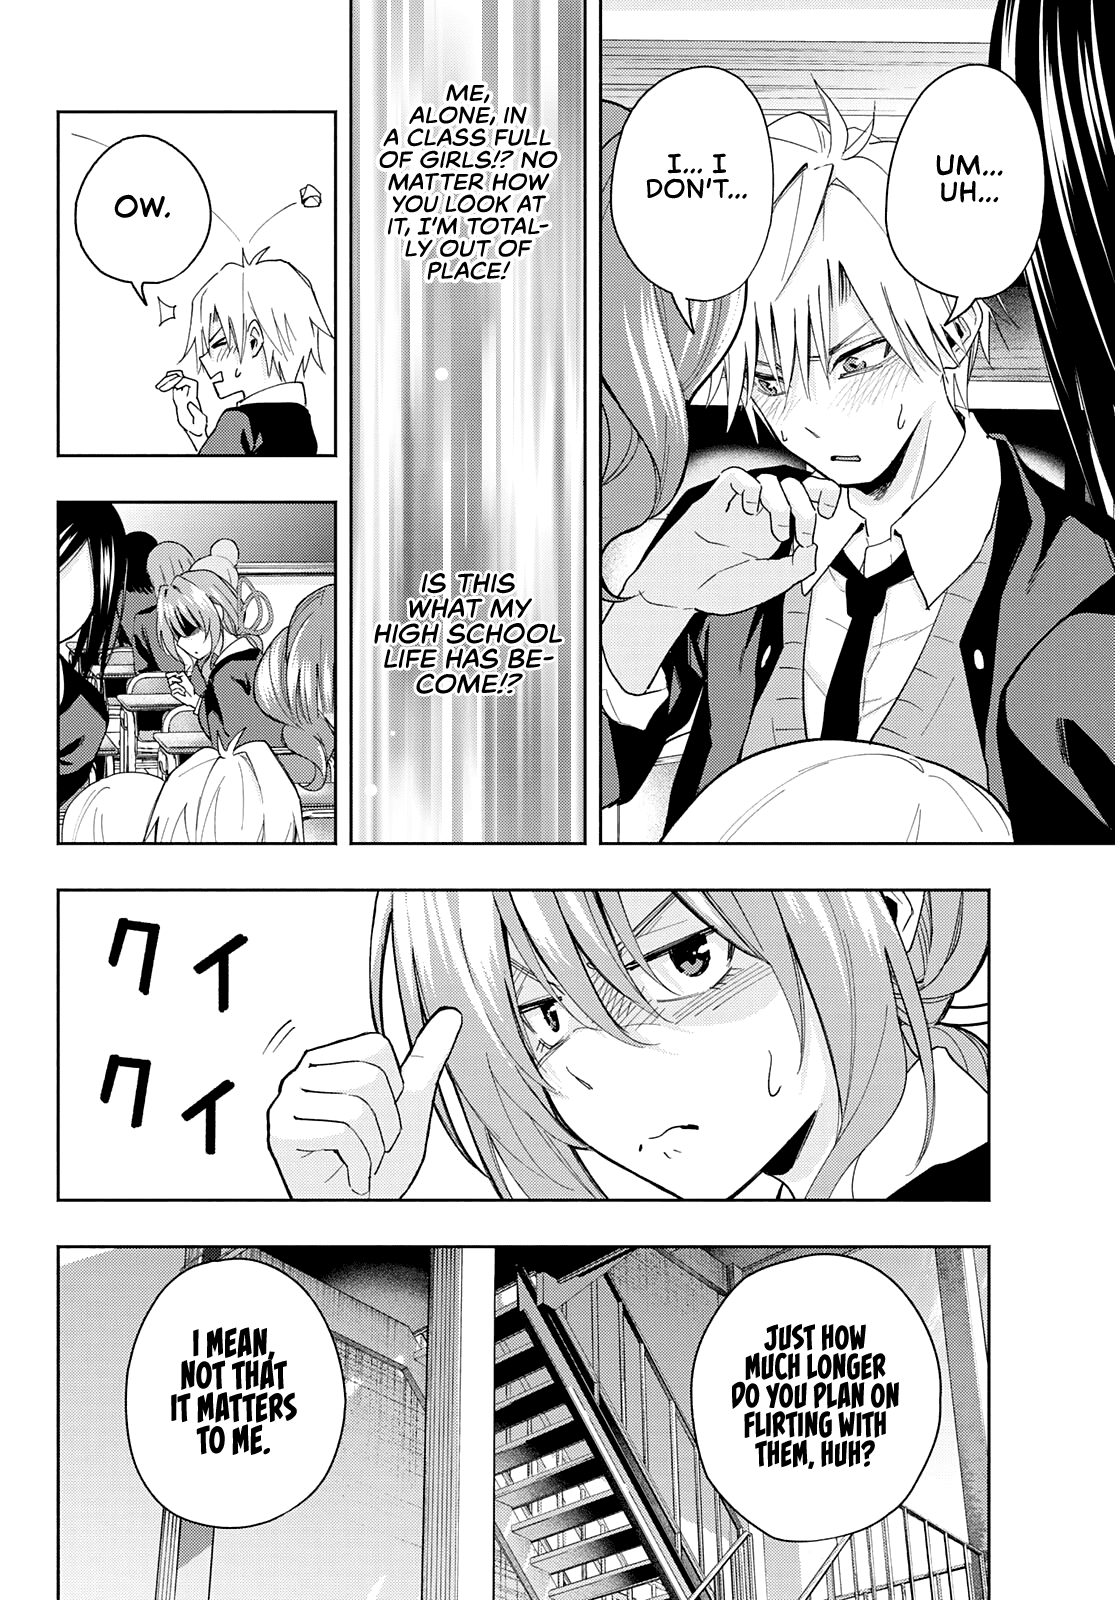 UM...
UH...
I... I
DON'T...
ME,
ALONE, IN
A CLASS FULL
OF GIRLS!? NO
MATTER HOW
YOU LOOK AT
IT, I'M TOTAL-
LY OUT OF
PLACE!
IS THIS
WHAT MY
HIGH SCHOOL
LIFE HAS BE-
COME!?
OW.
クイ
クイ
JUST HOW
MUCH LONGER
DO YOU PLAN ON
FLIRTING WITH
THEM, HUH?
I MEAN,
NOT THAT
IT MATTERS
TO ME.